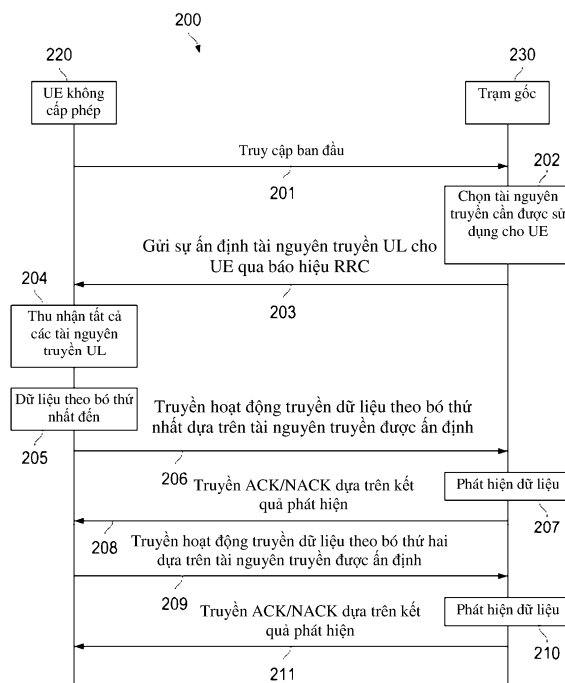 200
220
230
UE không
cấp phép
Trạm gốc
Truy cập ban đầu
201
202
Chọn tài nguyên
truyền cần được sử
dụng cho UE
Gửi sự ấn định tài nguyên truyền UL cho
UE qua báo hiệu RRC
203
204
Thu nhận tất cả
các tài nguyên
truyền UL
Dữ liệu theo bó thứ
nhất đến
205
Truyền hoạt động truyền dữ liệu theo bó thứ
nhất dựa trên tài nguyên truyền được ấn định
206
Truyền ACK/NACK dựa trên kết
quả phát hiện
Phát hiện dữ liệu
207
208
Truyền hoạt động truyền dữ liệu theo bó thứ hai
dựa trên tài nguyên truyền được ấn định
209
Truyền ACK/NACK dựa trên kết
quả phát hiện
Phát hiện dữ liệu
210
211